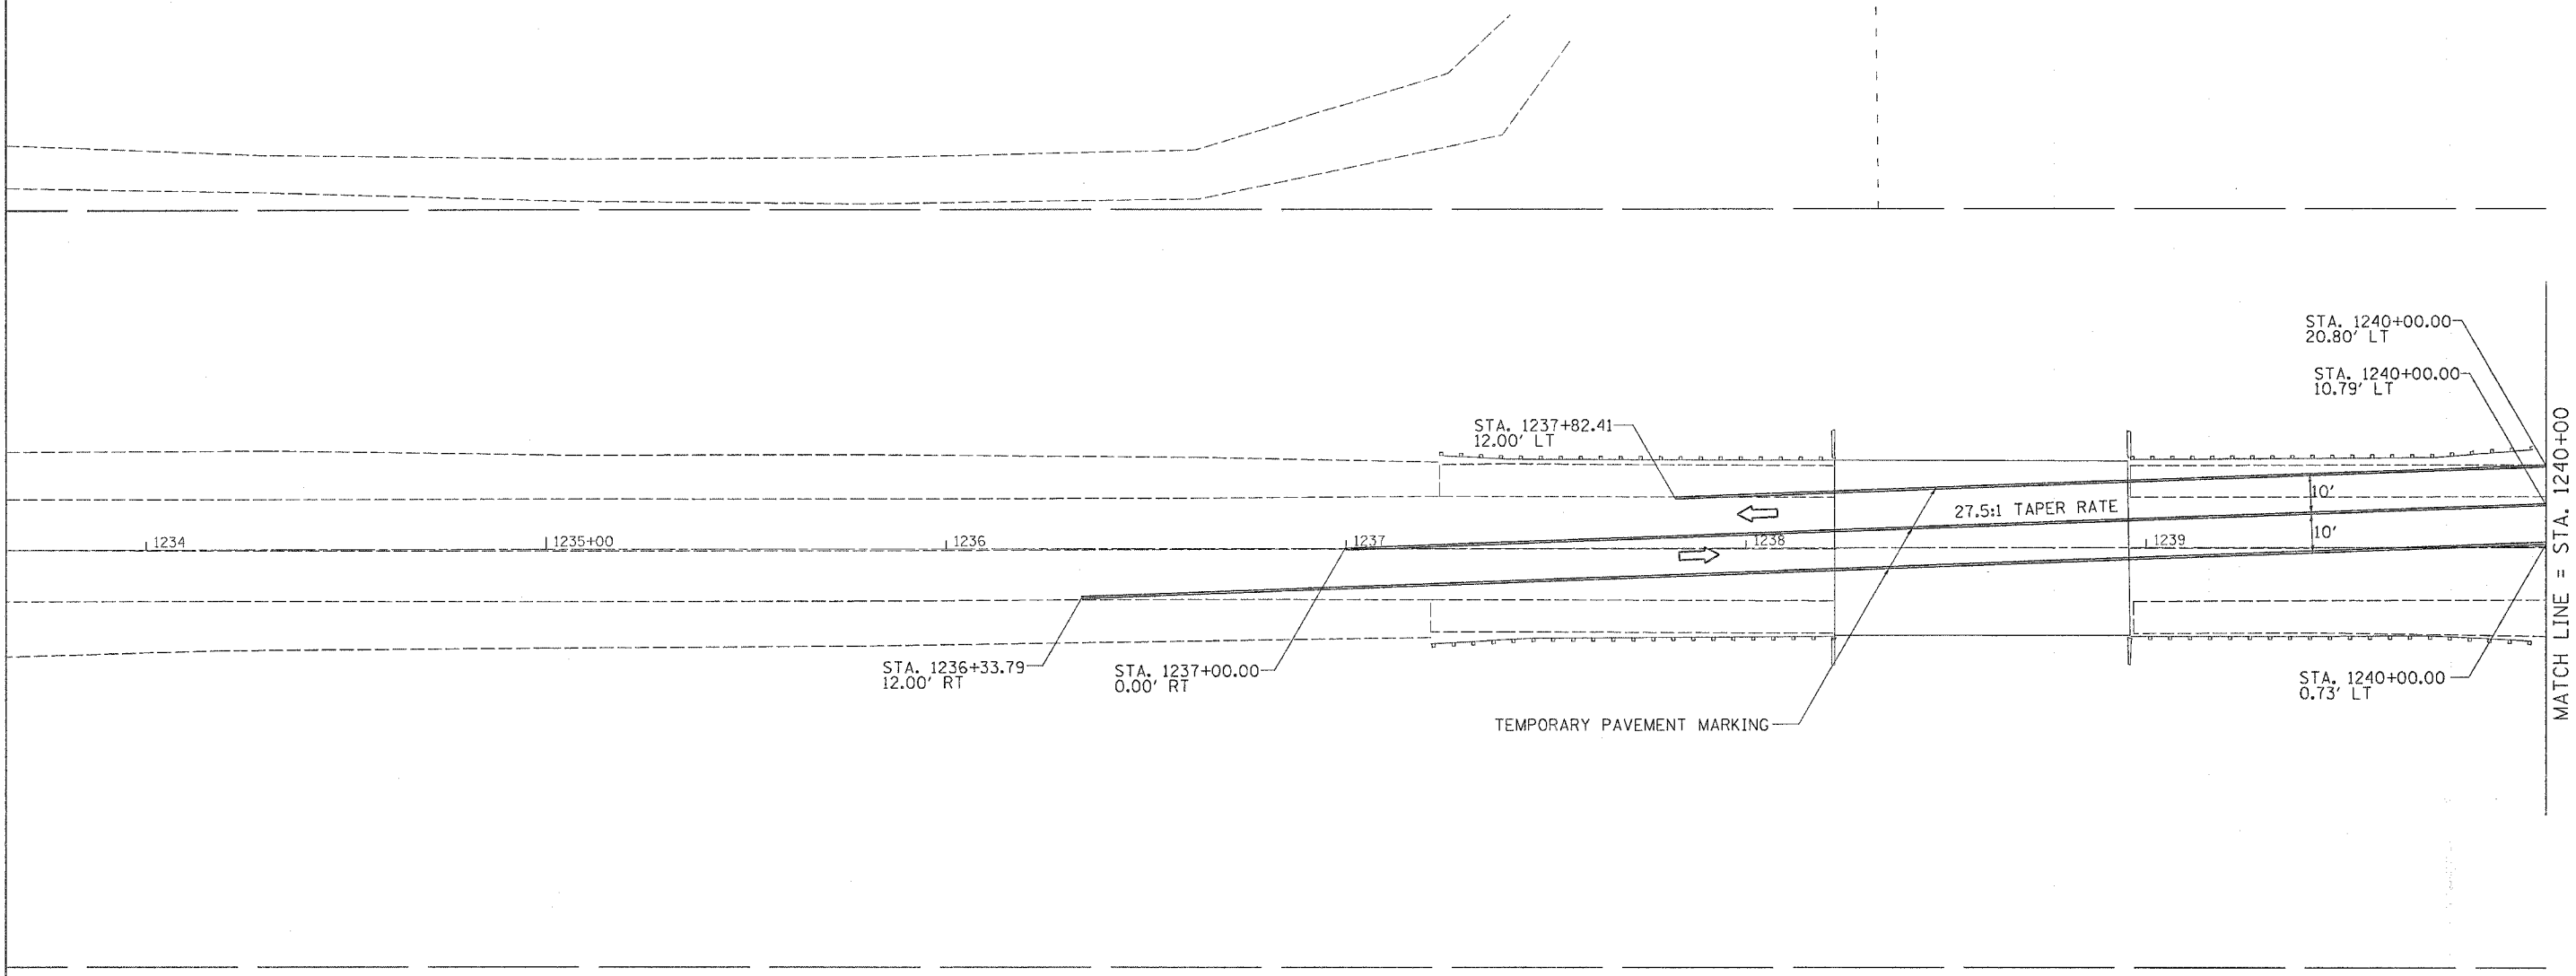 STA. 1240+00.00
20.80' LT
STA. 1240+00.00
10.79' LT
STA. 1237+82.41
12.00' LT
10'
27.5:1 TAPER RATE
1234
1235+00
1236
1237
1238
1239
10'
STA. 1236+33.79
12.00' RT
STA. 1237+00.00
0.00' RT
STA. 1240+00.00
0.73' LT
TEMPORARY PAVEMENT MARKING
MATCH LINE = STA. 1240+00